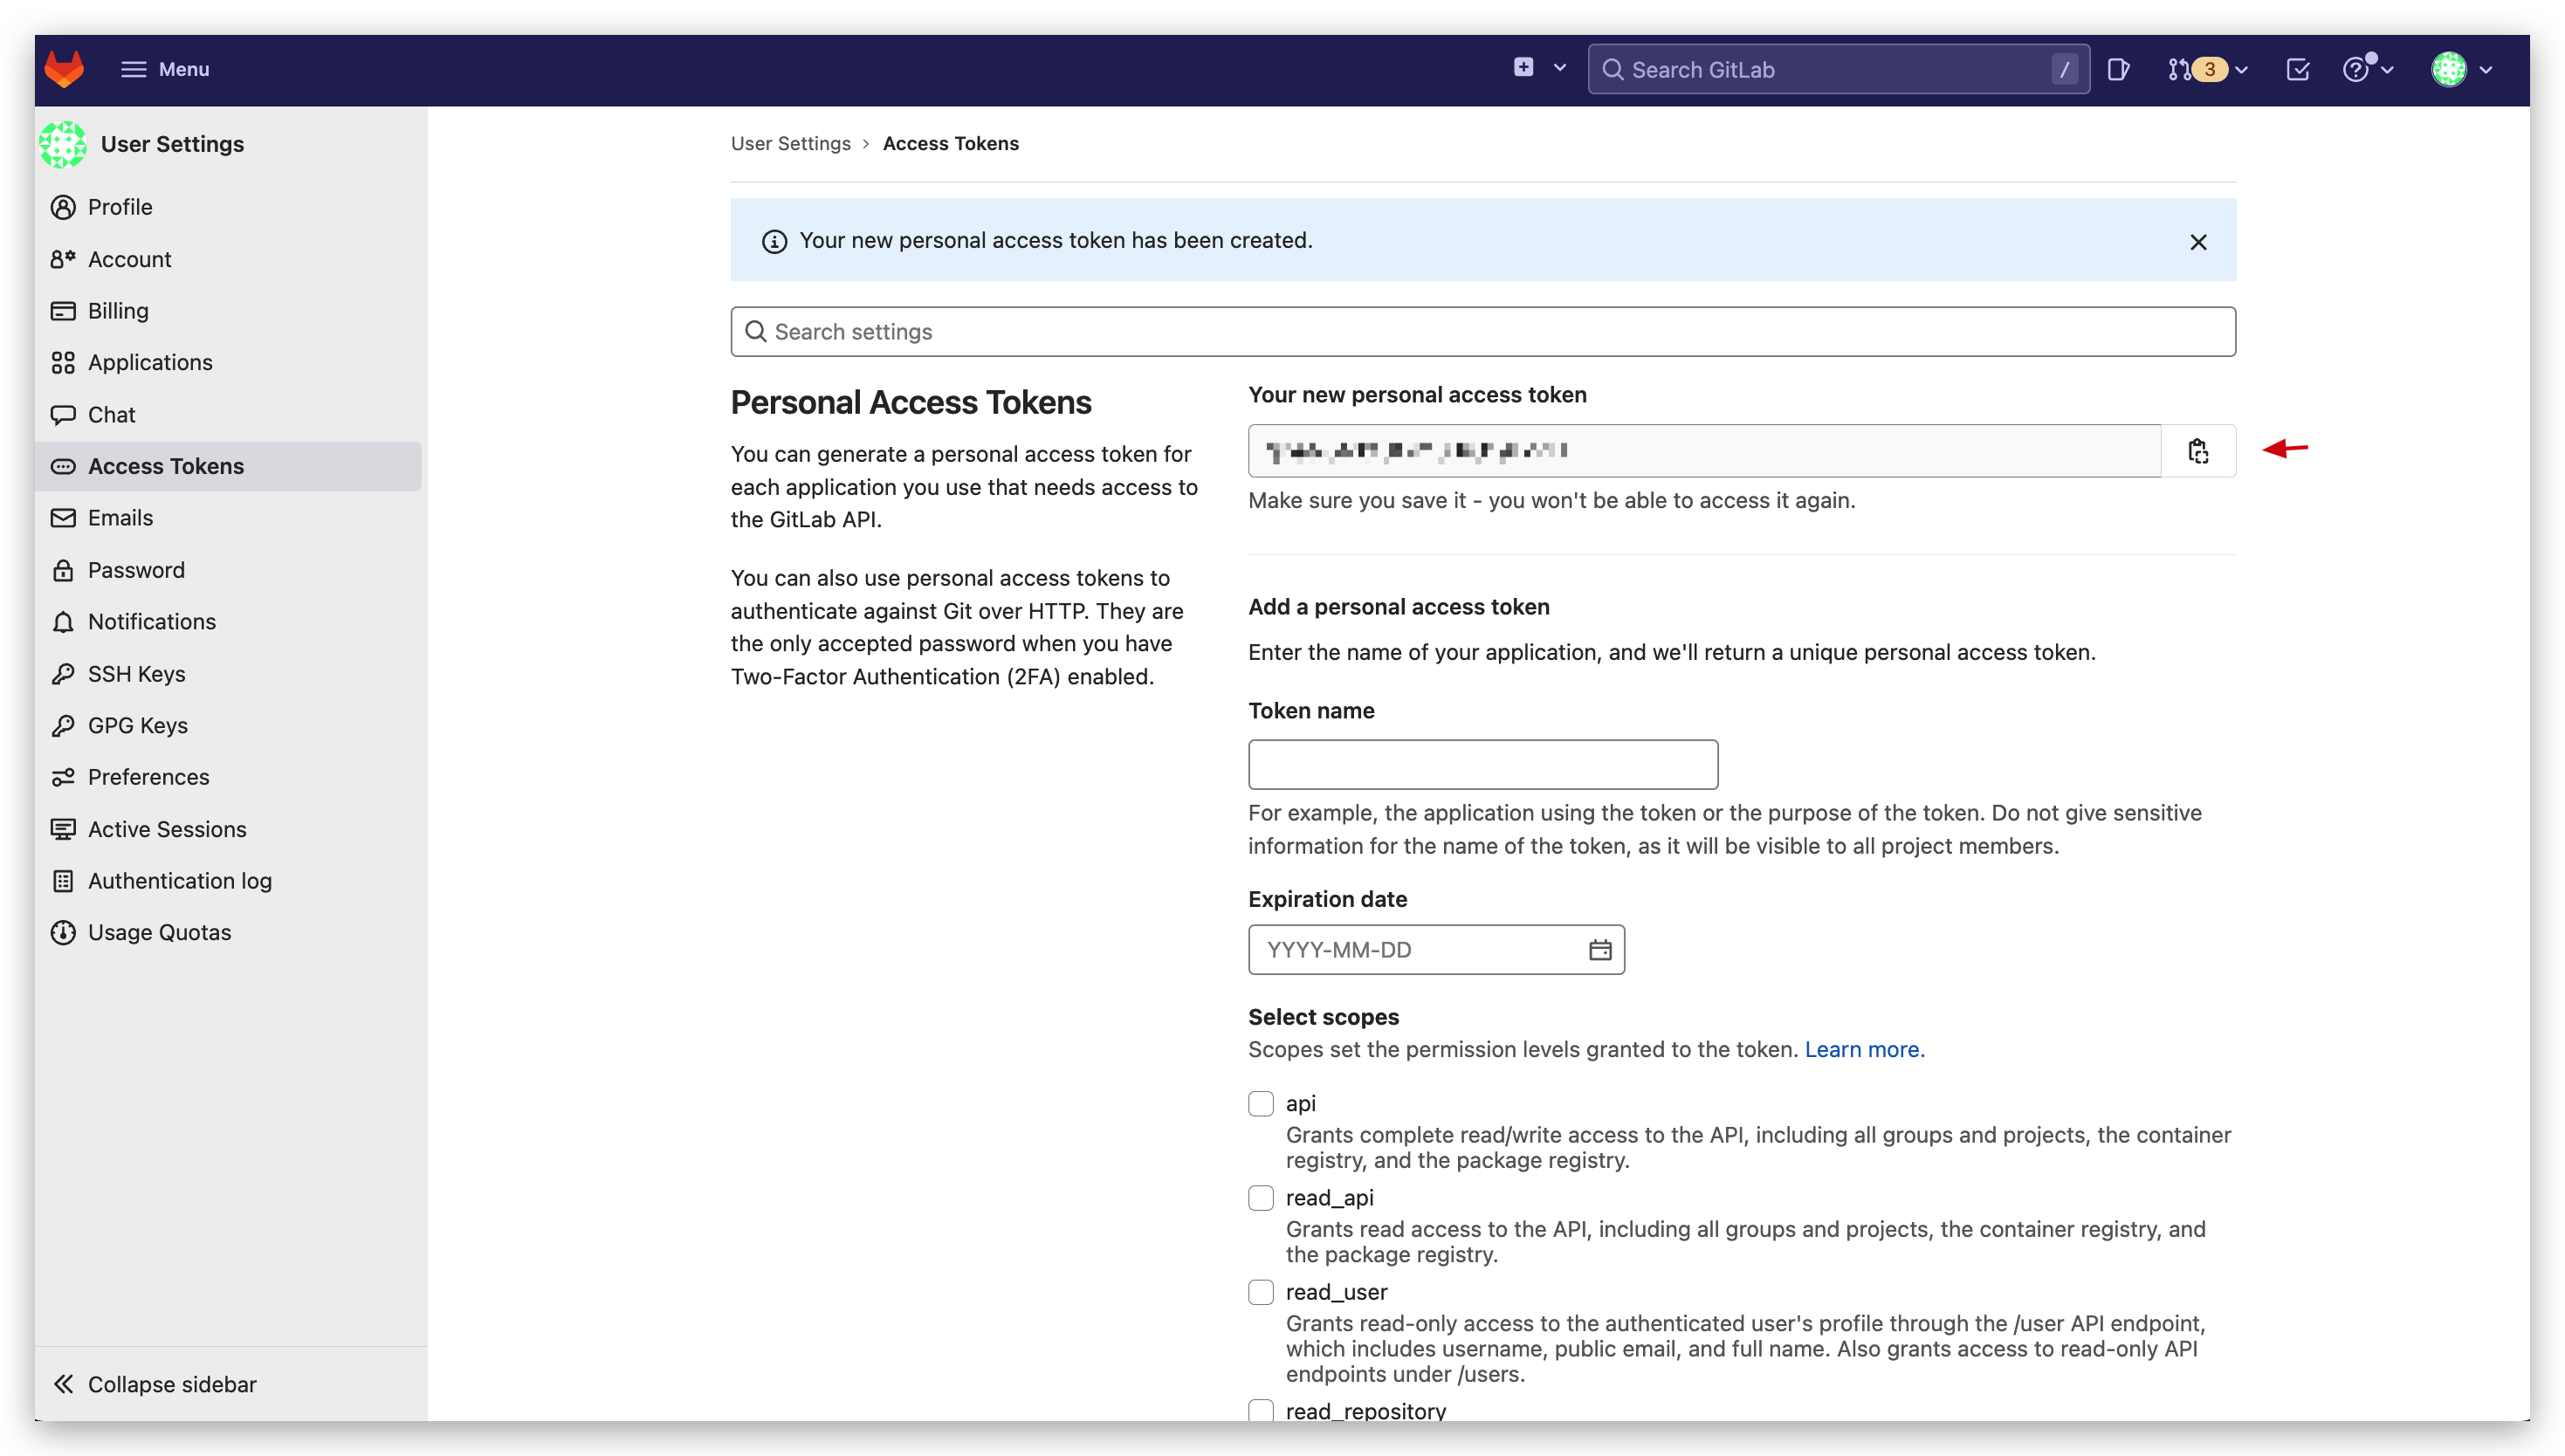 Menu
Search GitLab
/
3
User Settings
Profile
Account
Billing
Applications
Chat
Access Tokens
Emails
Password
Notifications
SSH Keys
GPG Keys
Preferences
Active Sessions
Authentication log
Usage Quotas
Collapse sidebar
User Settings › Access Tokens
Your new personal access token has been created.
Search settings
Personal Access Tokens
You can generate a personal access token for
each application you use that needs access to
the GitLab API.
You can also use personal access tokens to
authenticate against Git over HTTP. They are
the only accepted password when you have
Two-Factor Authentication (2FA) enabled.
Your new personal access token
Make sure you save it - you won't be able to access it again.
Add a personal access token
Enter the name of your application, and we'll return a unique personal access token.
Token name
For example, the application using the token or the purpose of the token. Do not give sensitive
information for the name of the token, as it will be visible to all project members.
Expiration date
YYYY-MM-DD
Select scopes
Scopes set the permission levels granted to the token. Learn more.
api
Grants complete read/write access to the API, including all groups and projects, the container
registry, and the package registry.
read_api
Grants read access to the API, including all groups and projects, the container registry, and
the package registry.
read_user
Grants read-only access to the authenticated user's profile through the /user API endpoint,
which includes username, public email, and full name. Also grants access to read-only API
endpoints under /users.
read_repository